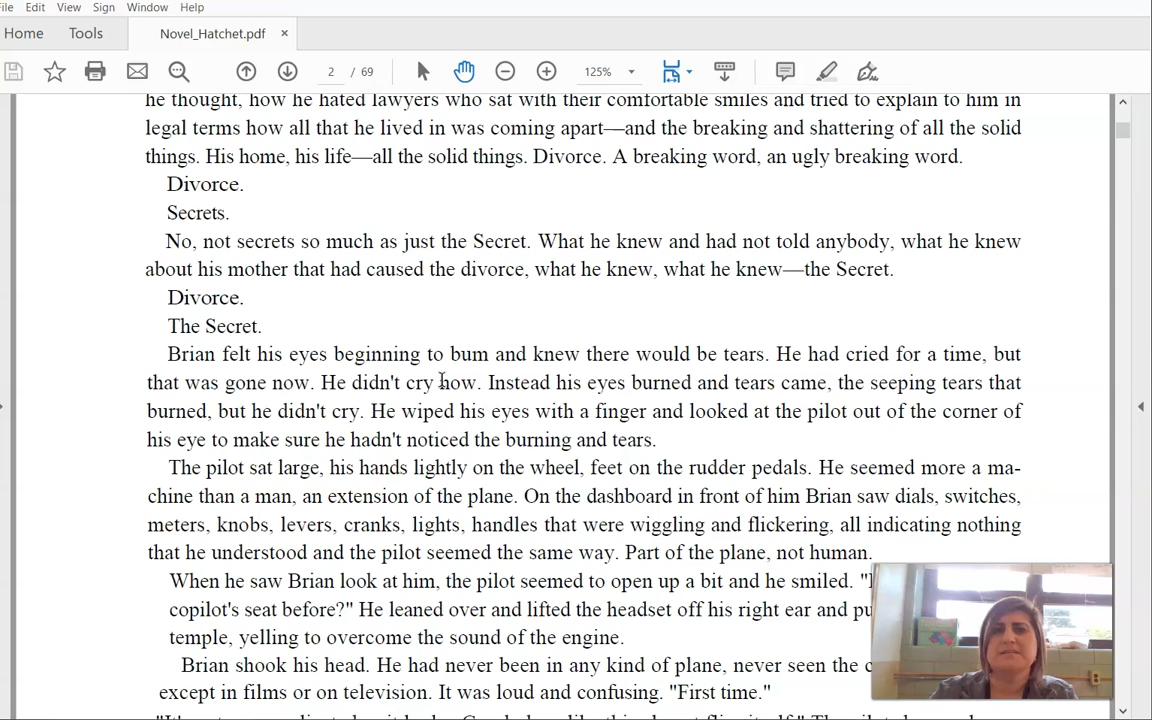 File Edit View Sign Window Help
Home Tools Novel_Hatchet.pdf ×
2 / 69 125%
he thought, how he hated lawyers who sat with their comfortable smiles and tried to explain to him in
legal terms how all that he lived in was coming apart—and the breaking and shattering of all the solid
things. His home, his life—all the solid things. Divorce. A breaking word, an ugly breaking word.
Divorce.
Secrets.
No, not secrets so much as just the Secret. What he knew and had not told anybody, what he knew
about his mother that had caused the divorce, what he knew, what he knew—the Secret.
Divorce.
The Secret.
Brian felt his eyes beginning to bum and knew there would be tears. He had cried for a time, but
that was gone now. He didn't cry now. Instead his eyes burned and tears came, the seeping tears that
burned, but he didn't cry. He wiped his eyes with a finger and looked at the pilot out of the corner of
his eye to make sure he hadn't noticed the burning and tears.
The pilot sat large, his hands lightly on the wheel, feet on the rudder pedals. He seemed more a ma-
chine than a man, an extension of the plane. On the dashboard in front of him Brian saw dials, switches,
meters, knobs, levers, cranks, lights, handles that were wiggling and flickering, all indicating nothing
that he understood and the pilot seemed the same way. Part of the plane, not human.
When he saw Brian look at him, the pilot seemed to open up a bit and he smiled. "
copilot's seat before?" He leaned over and lifted the headset off his right ear and pu
temple, yelling to overcome the sound of the engine.
Brian shook his head. He had never been in any kind of plane, never seen the c
except in films or on television. It was loud and confusing. "First time."